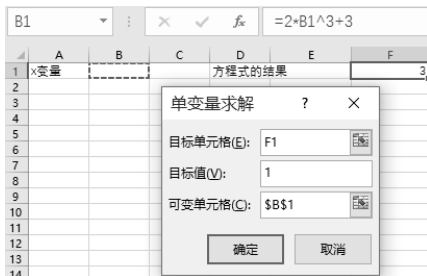 B1 fx =2*B1^3+3
A B C D E F
1 x变量 方程式的结果 3
2
3 单变量求解 ? ×
4
5
6 目标单元格(E): F1
7
8 目标值(V): 1
9
10 可变单元格(C): $B$1
11
12
13 确定 取消
14